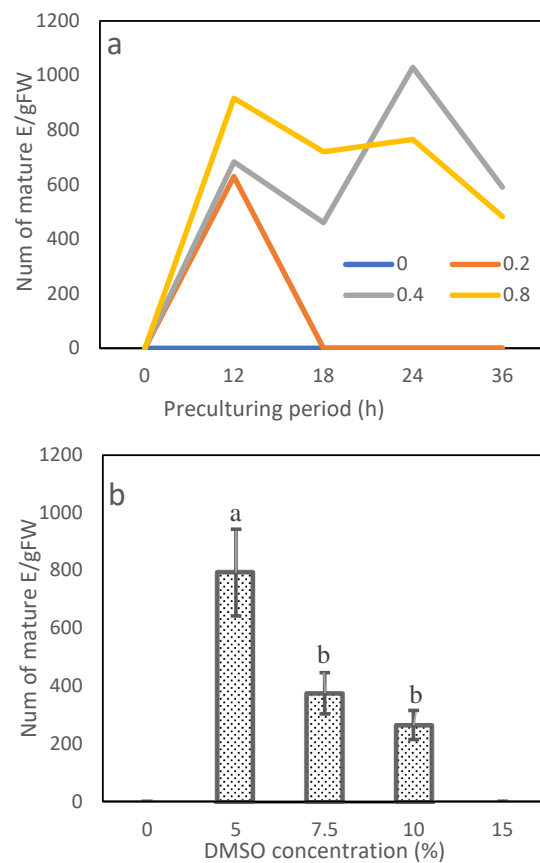 a
Num of mature E/gFW
1200
1000
800
600
400
200
0
0 0.2
0.4 0.8
0 12 18 24 36
Preculturing period (h)
b
Num of mature E/gFW
1200
1000
800
600
400
200
0
a
b
b
0 5 7.5 10 15
DMSO concentration (%)